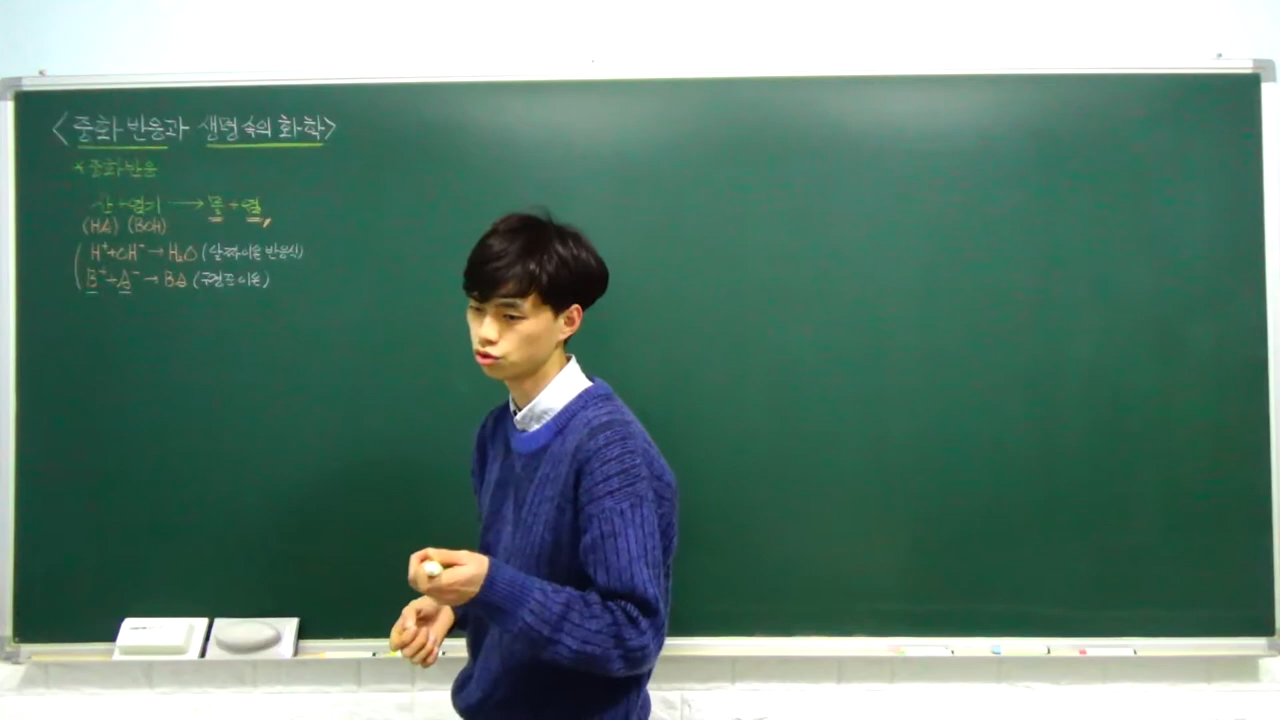 <중화 반응과 생명 속의 화학>
* 중화 반응
산 + 염기 → 물 + 염
(HA) (BOH)
H⁺ + OH⁻ → H₂O (알짜 이온 반응식)
B⁺ + A⁻ → BA (구경꾼 이온)